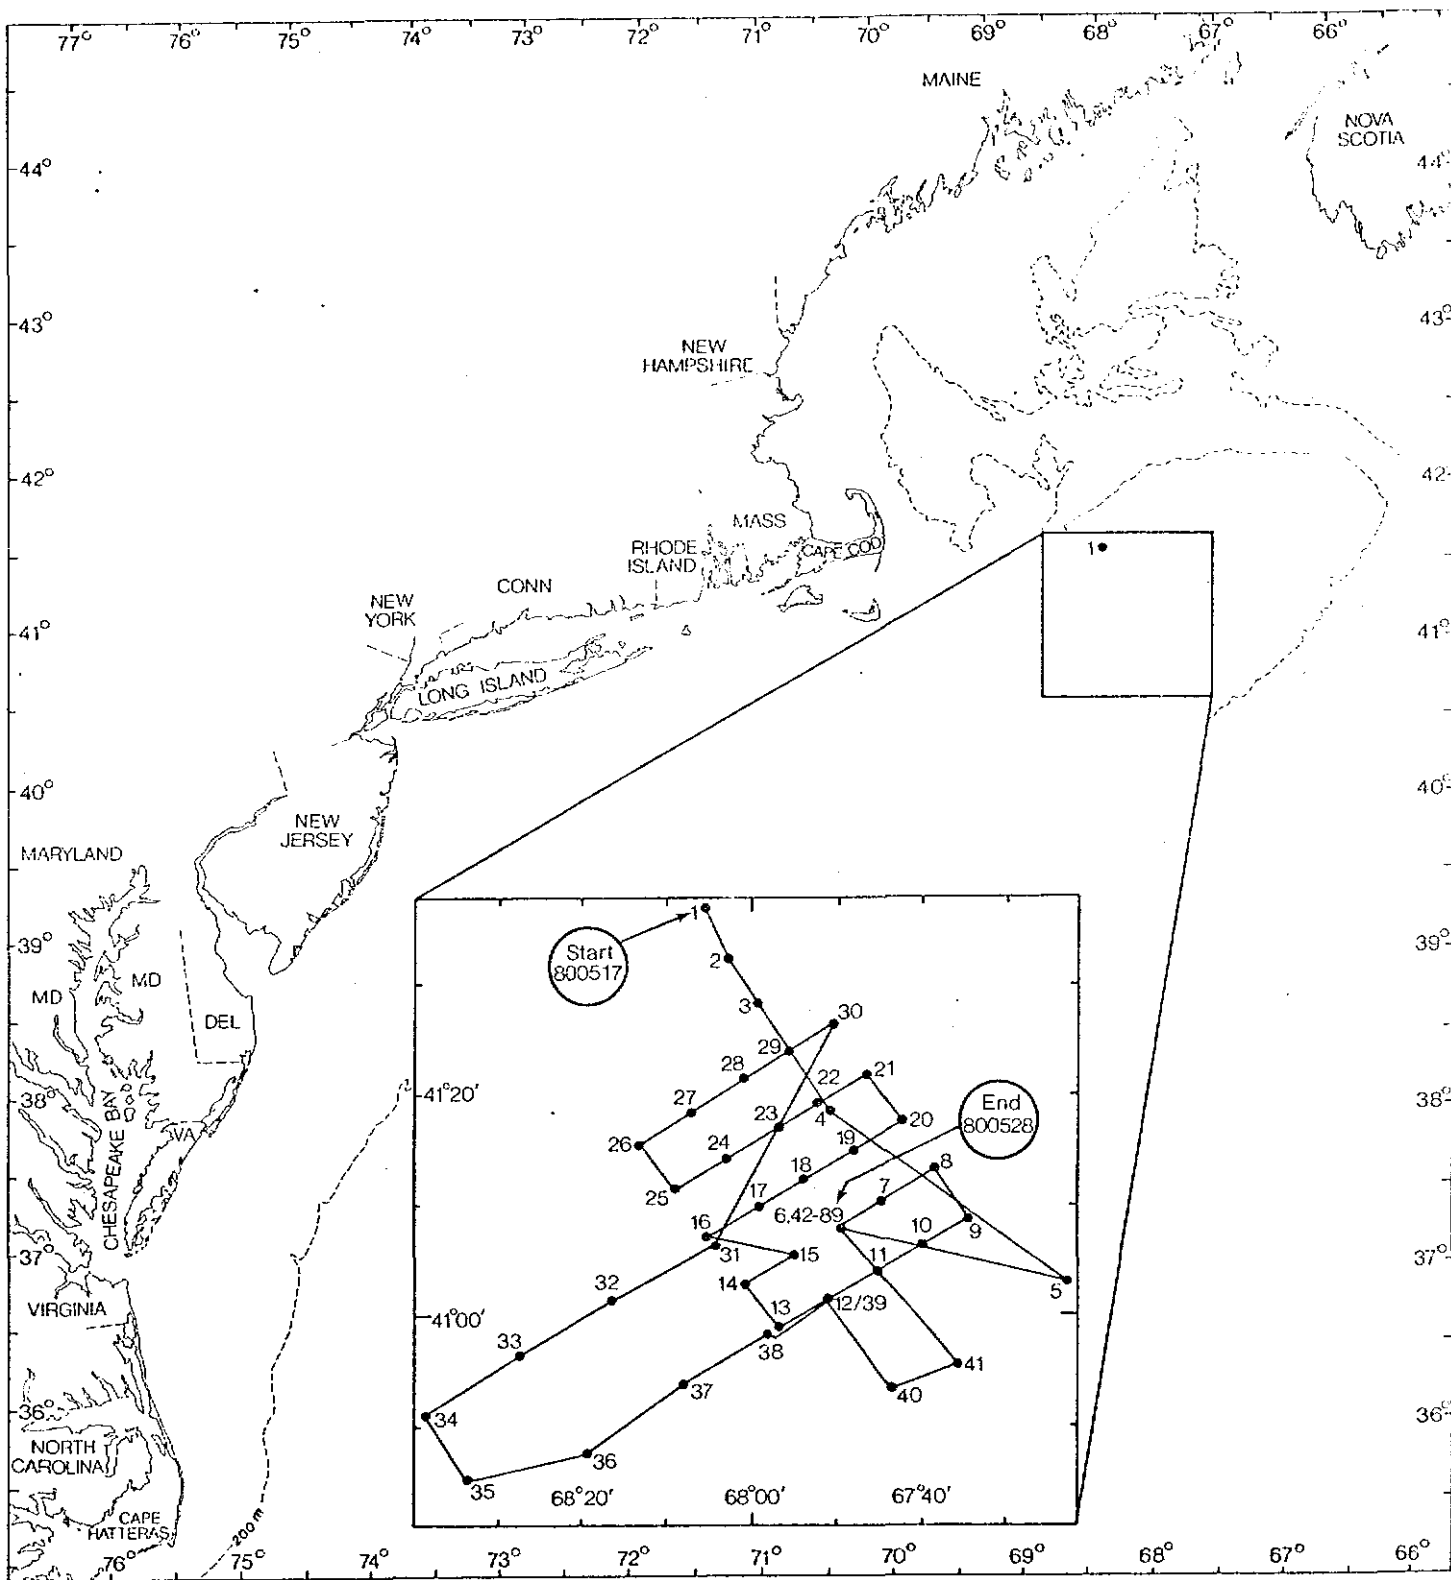 77° 76° 75° 74° 73° 72° 71° 70° 69° 68° 67° 66°
MAINE
NOVA
SCOTIA
44° 44°
43° 43°
NEW
HAMPSHIRE
42° 42°
MASS
CAPE COD
RHODE
ISLAND
CONN
NEW
YORK
1
41° 41°
LONG ISLAND
40° 40°
NEW
JERSEY
MARYLAND
39° 39°
MD
MD
DEL
38° 38°
CHESAPEAKE BAY
VA
37° 37°
VIRGINIA
36° 36°
NORTH
CAROLINA
CAPE
HATTERAS
200 m
76° 75° 74° 73° 72° 71° 70° 69° 68° 67° 66°
Start
800517
1
2
3
30
29
28
21
22
27
41°20'
23
4
20
End
800528
26
24
19
8
25
18
17
7
6,42-89
9
16
10
31
15
11
5
14
32
12/39
41°00'
13
33
38
41
37
40
34
36
35
68°20' 68°00' 67°40'